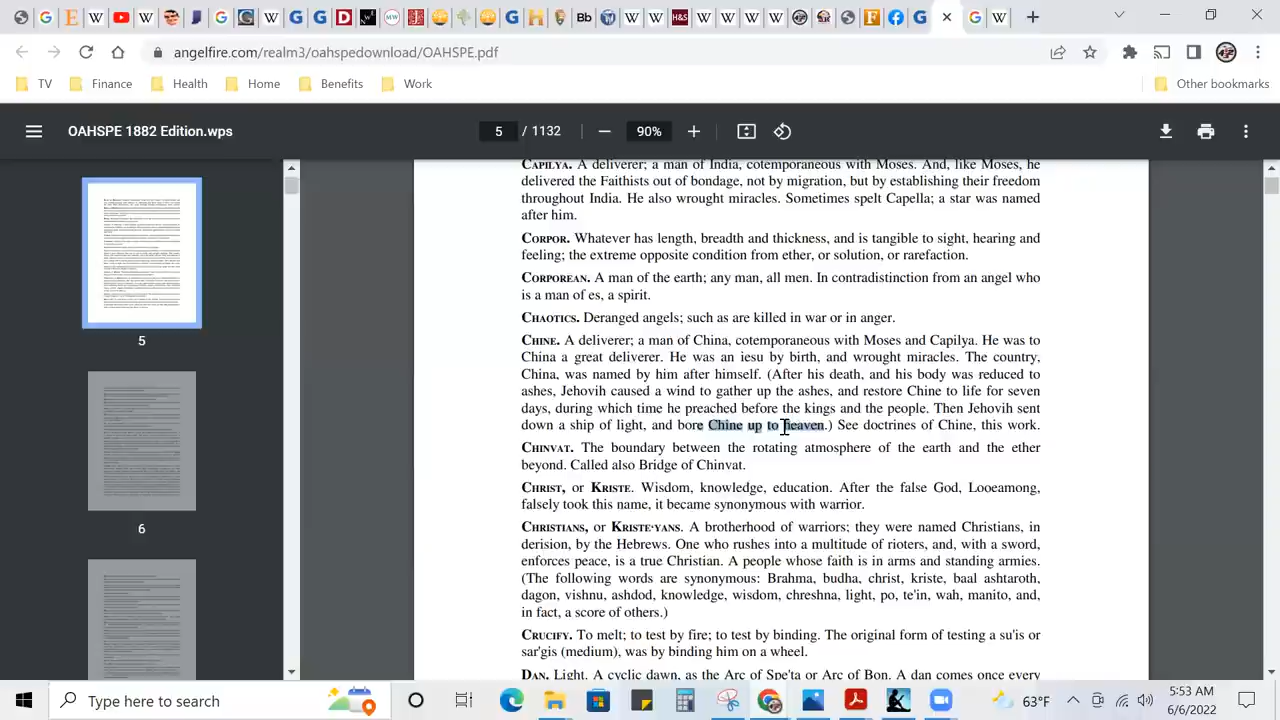 angelfire.com/realm3/oahspedownload/OAHSPE.pdf
TV
Finance
Health
Home
Benefits
Work
Other bookmarks
OAHSPE 1882 Edition.wps
5 / 1132
90%
5
6
CAPILYA. A deliverer; a man of India, cotemporaneous with Moses. And, like Moses, he
delivered the Faithists out of bondage, not by migration, but by establishing their freedom
throughout India. He also wrought miracles. Sometimes spelt Capella; a star was named
after him.
CORPOR. Whatever has length, breadth and thickness, and is tangible to sight, hearing and
feeling, the extreme opposite condition from ether, or solution, or rarefaction.
CORPOREAN. A man of the earth; any man, all men. In contradistinction from an angel who
is a man of es, a spirit.
CHAOTICS. Deranged angels; such as are killed in war or in anger.
CHINE. A deliverer; a man of China, cotemporaneous with Moses and Capilya. He was to
China a great deliverer. He was an iesu by birth, and wrought miracles. The country,
China, was named by him after himself. (After his death, and his body was reduced to
ashes, Jehovih caused a wind to gather up the ashes, and restore Chine to life for seven
days, during which time he preached before the kings and the people. Then Jehovih sent
down a ship of light, and bore Chine up to heaven.) See doctrines of Chine, this work.
CHINVAT. The boundary between the rotating atmosphere of the earth and the ether
beyond. Called also Bridge of Chinvat.
CHRIST, or KRISTE. Wisdom, knowledge, education. After the false God, Looeamong,
falsely took this name, it became synonymous with warrior.
CHRISTIANS, or KRISTE'YANS. A brotherhood of warriors; they were named Christians, in
derision, by the Hebrews. One who rushes into a multitude of rioters, and, with a sword,
enforces peace, is a true Christian. A people whose faith is in arms and standing armies.
(The following words are synonymous: Brahma, budha, christ, kriste, baal ashtaroth,
dagon, vishnu, ashdod, knowledge, wisdom, chreshna, light, po, te'in, wah, manito, and,
in fact, a score of others.)
CRUCIFY. To melt; to test by fire; to test by binding. The original form of testing a su'is or
sar'gis (medium), was by binding him on a wheel.
DAN. Light. A cyclic dawn, as the Arc of Spe'ta or Arc of Bon. A dan comes once every
Type here to search
63°F
5:53 AM
6/6/2022